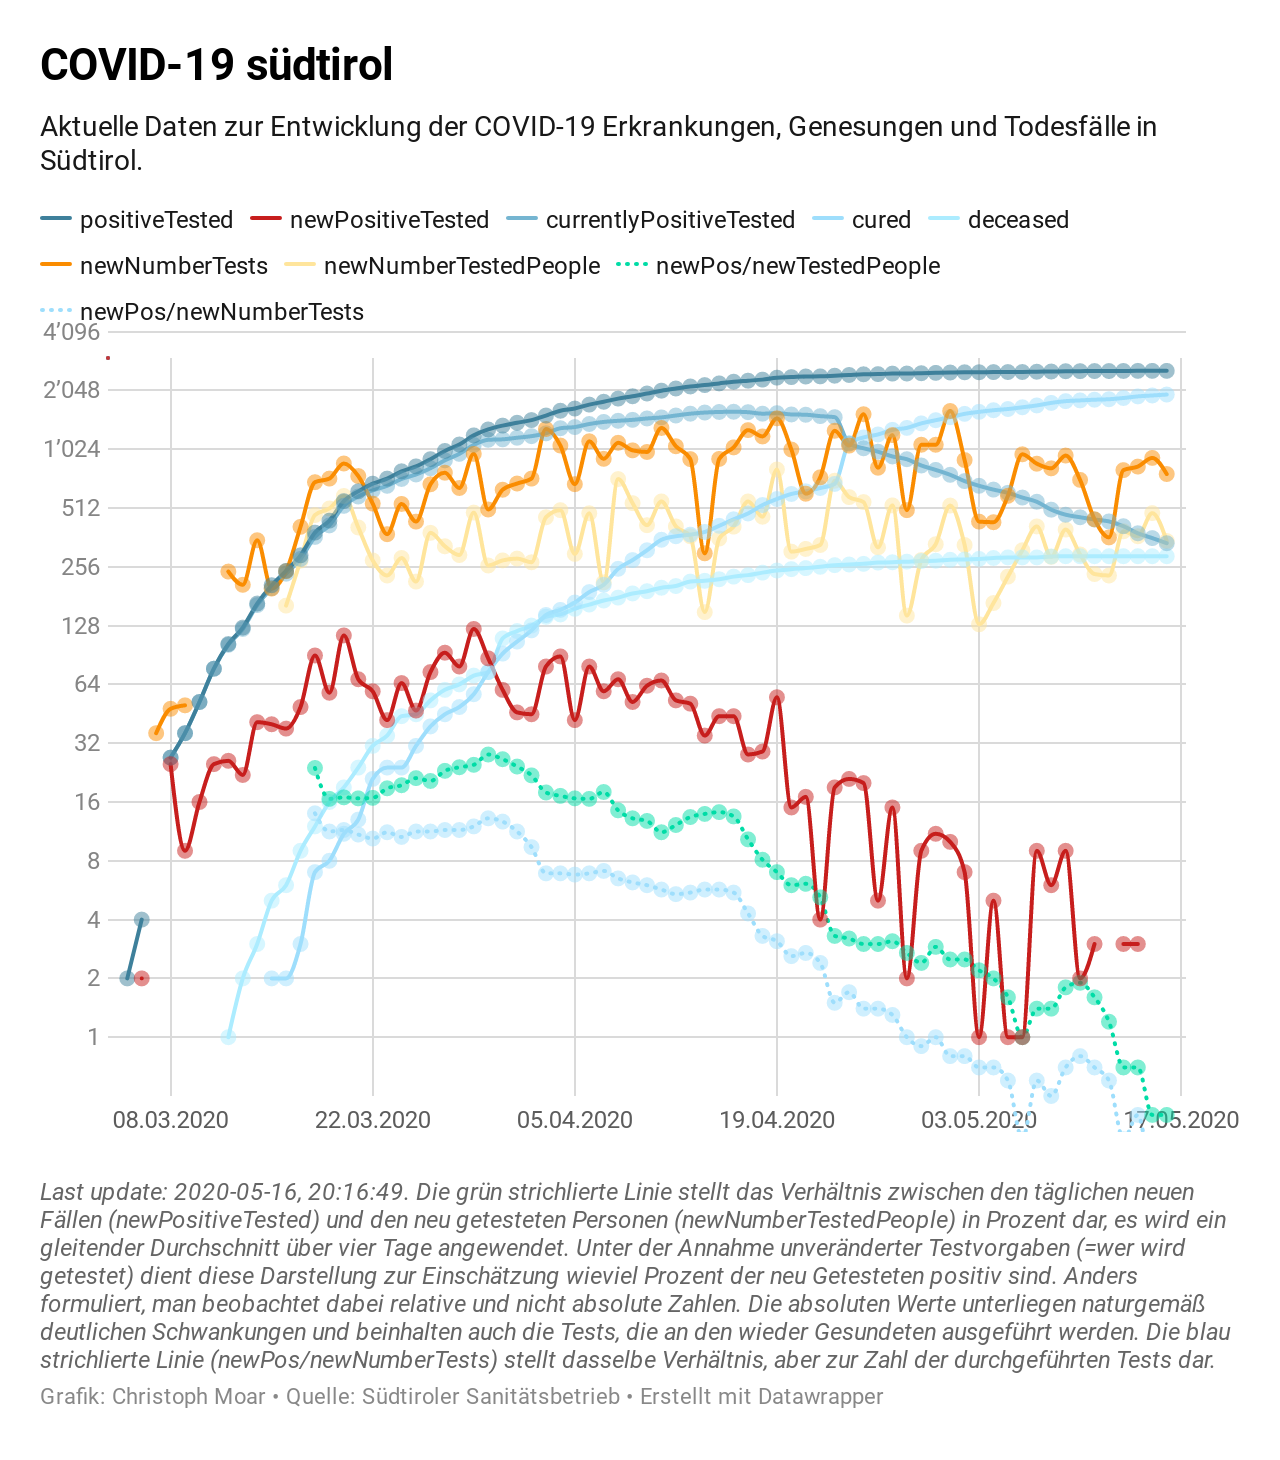 COVID-19 südtirol
Aktuelle Daten zur Entwicklung der COVID-19 Erkrankungen, Genesungen und Todesfälle in
Südtirol.
positiveTested newPositiveTested currentlyPositiveTested cured deceased
newNumberTests newNumberTestedPeople newPos/newTestedPeople
newPos/newNumberTests
4’096
2’048
1’024
512
256
128
64
32
16
8
4
2
1
08.03.2020 22.03.2020 05.04.2020 19.04.2020 03.05.2020 17.05.2020
Last update: 2020-05-16, 20:16:49. Die grün strichlierte Linie stellt das Verhältnis zwischen den täglichen neuen
Fällen (newPositiveTested) und den neu getesteten Personen (newNumberTestedPeople) in Prozent dar, es wird ein
gleitender Durchschnitt über vier Tage angewendet. Unter der Annahme unveränderter Testvorgaben (=wer wird
getestet) dient diese Darstellung zur Einschätzung wieviel Prozent der neu Getesteten positiv sind. Anders
formuliert, man beobachtet dabei relative und nicht absolute Zahlen. Die absoluten Werte unterliegen naturgemäß
deutlichen Schwankungen und beinhalten auch die Tests, die an den wieder Gesundeten ausgeführt werden. Die blau
strichlierte Linie (newPos/newNumberTests) stellt dasselbe Verhältnis, aber zur Zahl der durchgeführten Tests dar.
Grafik: Christoph Moar • Quelle: Südtiroler Sanitätsbetrieb • Erstellt mit Datawrapper